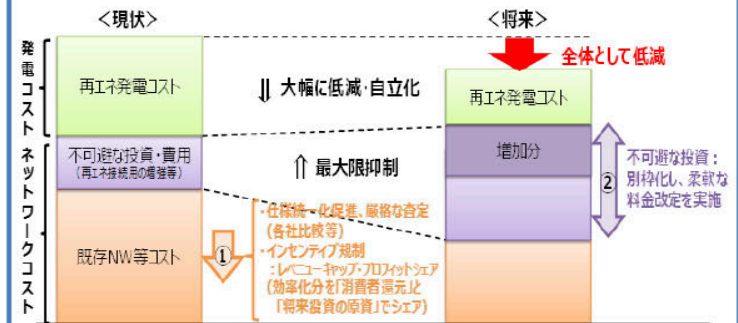 <現状>
<将来>
発電コスト
再エネ発電コスト
⇓ 大幅に低減・自立化
全体として低減
再エネ発電コスト
ネットワークコスト
不可避な投資・費用
(再エネ接続用の増強等)
⇑ 最大限抑制
増加分
②
不可避な投資:
別枠化し、柔軟な
料金改定を実施
既存NW等コスト
①
・仕様統一化促進、厳格な査定
(各社比較等)
・インセンティブ規制
:レベニューキャップ・プロフィットシェア
(効率化分を「消費者還元」と
「将来投資の原資」でシェア)